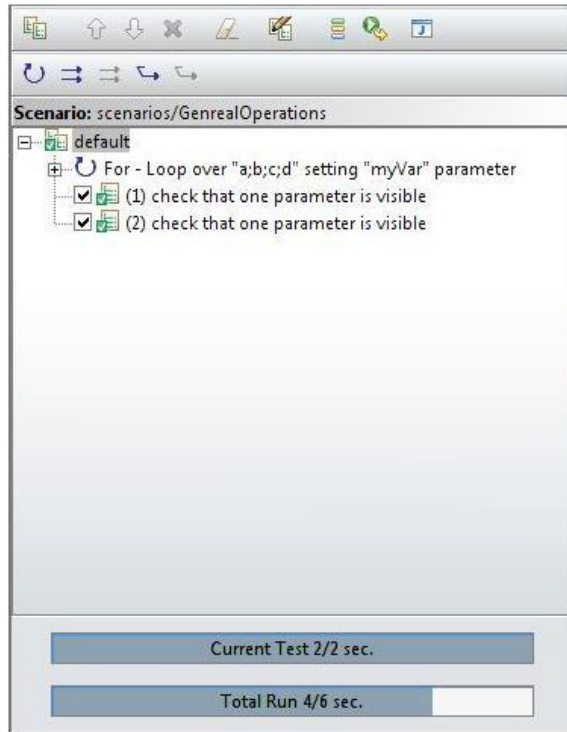 Scenario: scenarios/GenrealOperations
default
For - Loop over "a;b;c;d" setting "myVar" parameter
(1) check that one parameter is visible
(2) check that one parameter is visible
Current Test 2/2 sec.
Total Run 4/6 sec.